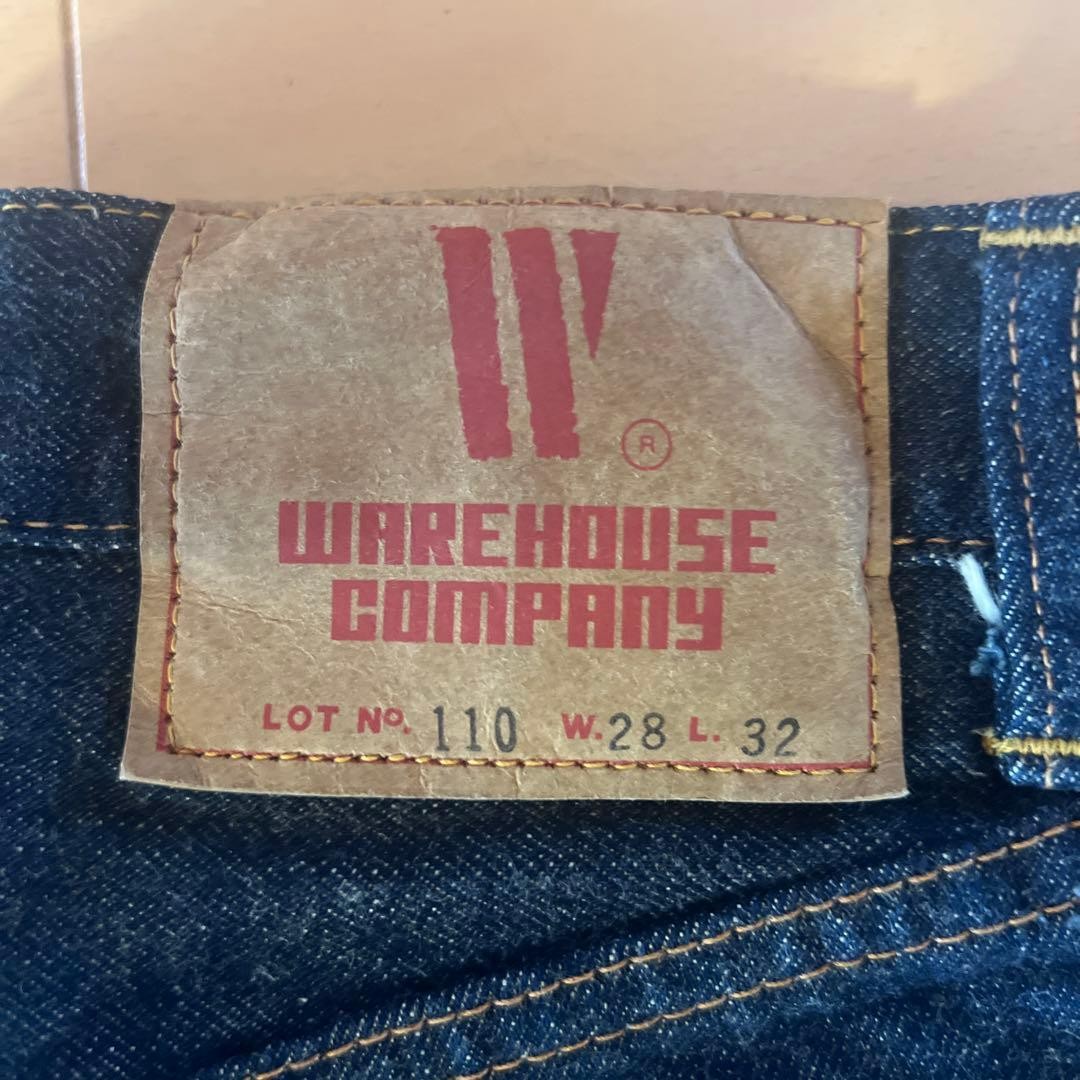 W
®
WAREHOUSE
COMPANY
LOT No. 110 W. 28 L. 32